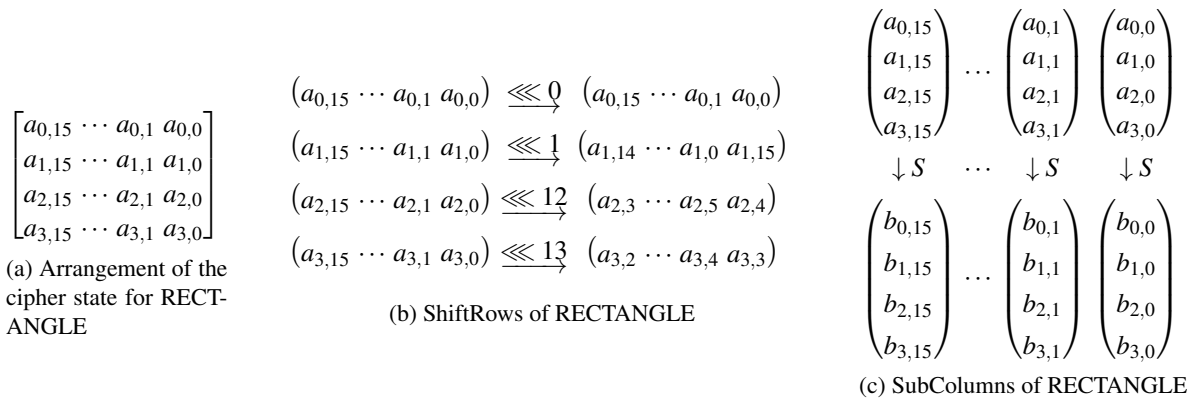 [a0,15 ⋯ a0,1 a0,0]
[a1,15 ⋯ a1,1 a1,0]
[a2,15 ⋯ a2,1 a2,0]
[a3,15 ⋯ a3,1 a3,0]
(a) Arrangement of the
cipher state for RECT-
ANGLE
(a0,15 ⋯ a0,1 a0,0) ⋘ 0 (a0,15 ⋯ a0,1 a0,0)
(a1,15 ⋯ a1,1 a1,0) ⋘ 1 (a1,14 ⋯ a1,0 a1,15)
(a2,15 ⋯ a2,1 a2,0) ⋘ 12 (a2,3 ⋯ a2,5 a2,4)
(a3,15 ⋯ a3,1 a3,0) ⋘ 13 (a3,2 ⋯ a3,4 a3,3)
(b) ShiftRows of RECTANGLE
a0,15 a0,1 a0,0
a1,15 a1,1 a1,0
⋯
a2,15 a2,1 a2,0
a3,15 a3,1 a3,0
↓ S ⋯ ↓ S ↓ S
b0,15 b0,1 b0,0
b1,15 b1,1 b1,0
⋯
b2,15 b2,1 b2,0
b3,15 b3,1 b3,0
(c) SubColumns of RECTANGLE